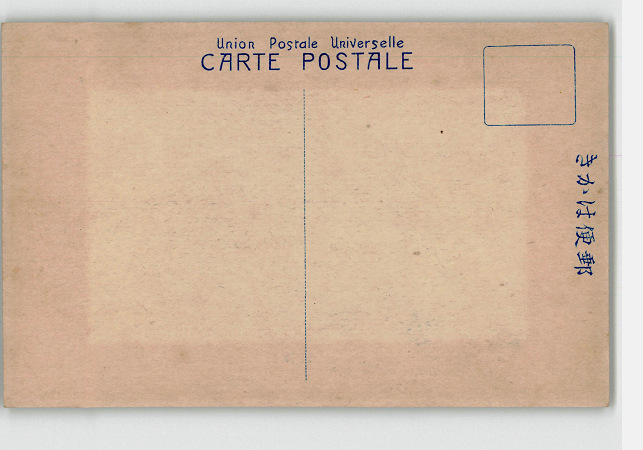 Union Postale Universelle
CARTE POSTALE
郵便はかき